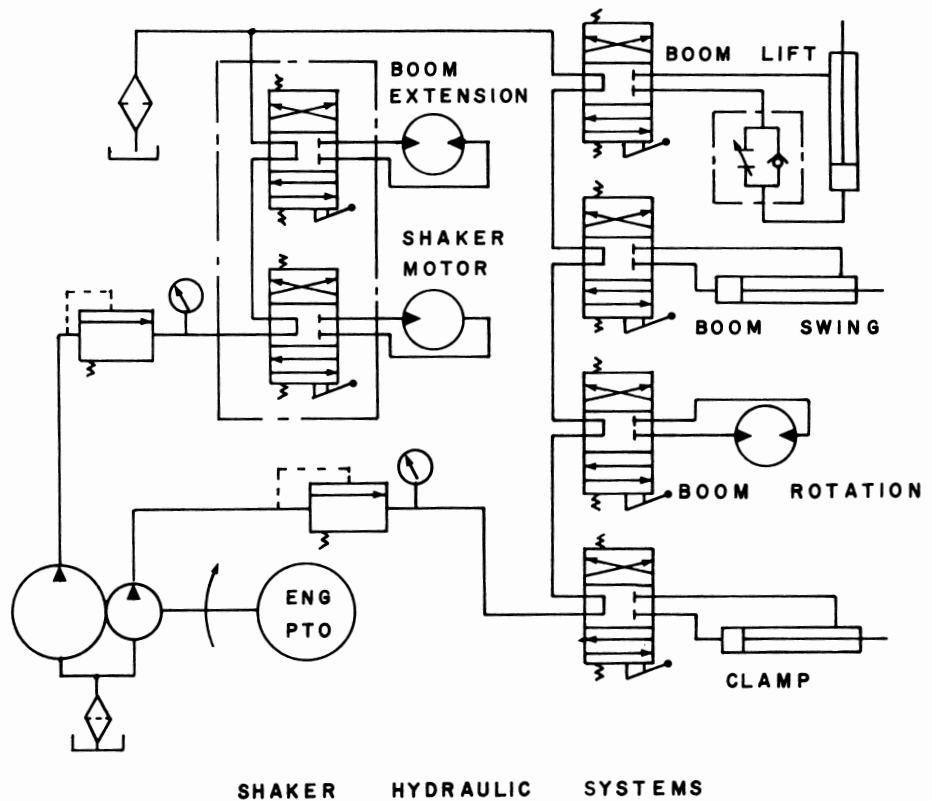 BOOM LIFT
BOOM
EXTENSION
SHAKER
MOTOR
BOOM SWING
BOOM ROTATION
ENG
PTO
CLAMP
SHAKER HYDRAULIC SYSTEMS